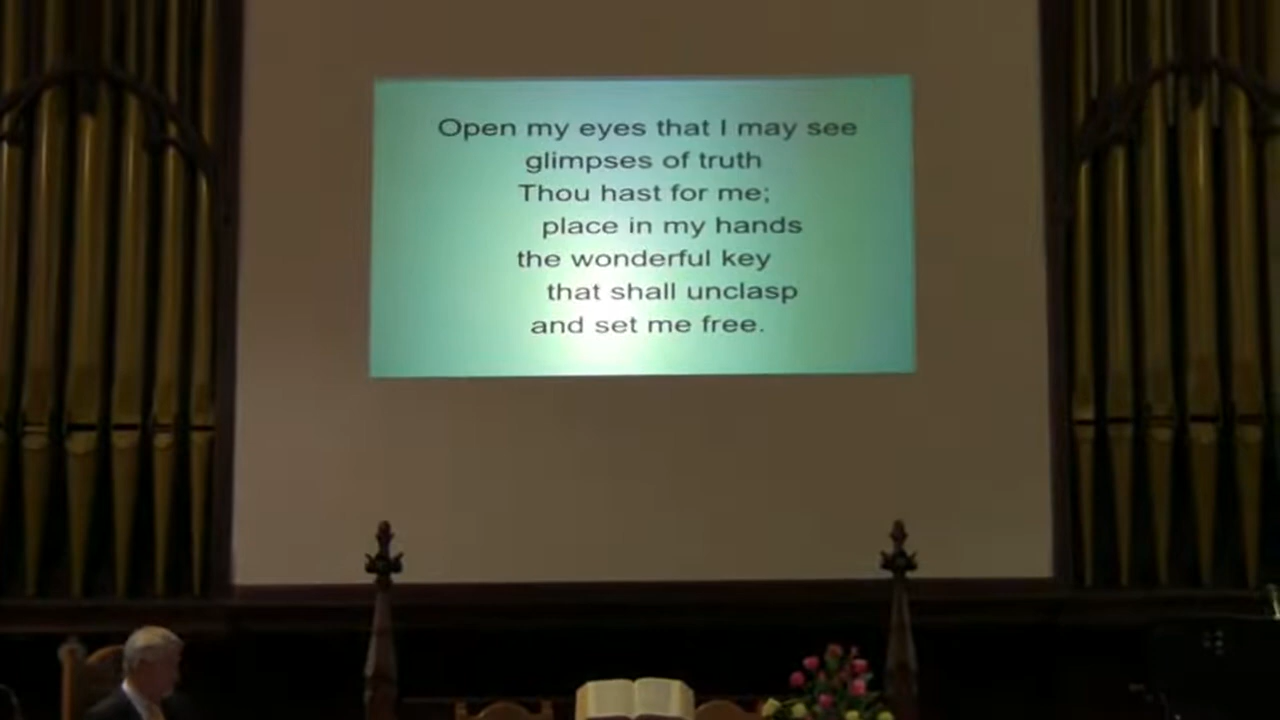 Open my eyes that I may see
glimpses of truth
Thou hast for me;
place in my hands
the wonderful key
that shall unclasp
and set me free.